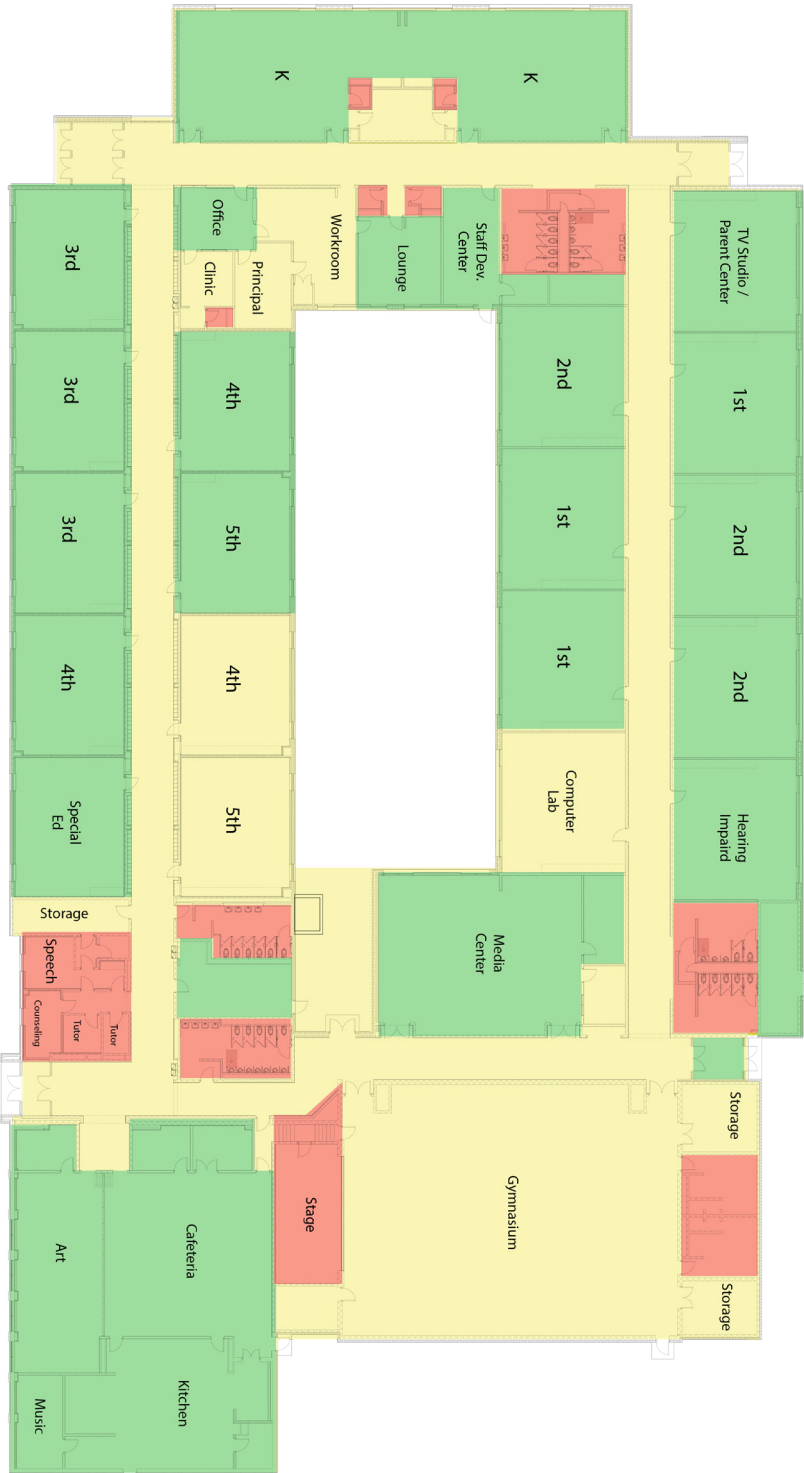 K
K
Office
Workroom
Lounge
Staff Dev.
Center
TV Studio /
Parent Center
3rd
Clinic
Principal
3rd
4th
2nd
1st
3rd
5th
1st
2nd
4th
4th
1st
2nd
Special
Ed
5th
Computer
Lab
Hearing
Impaird
Storage
Speech
Counseling
Tutor
Tutor
Media
Center
Storage
Stage
Gymnasium
Art
Cafeteria
Storage
Music
Kitchen